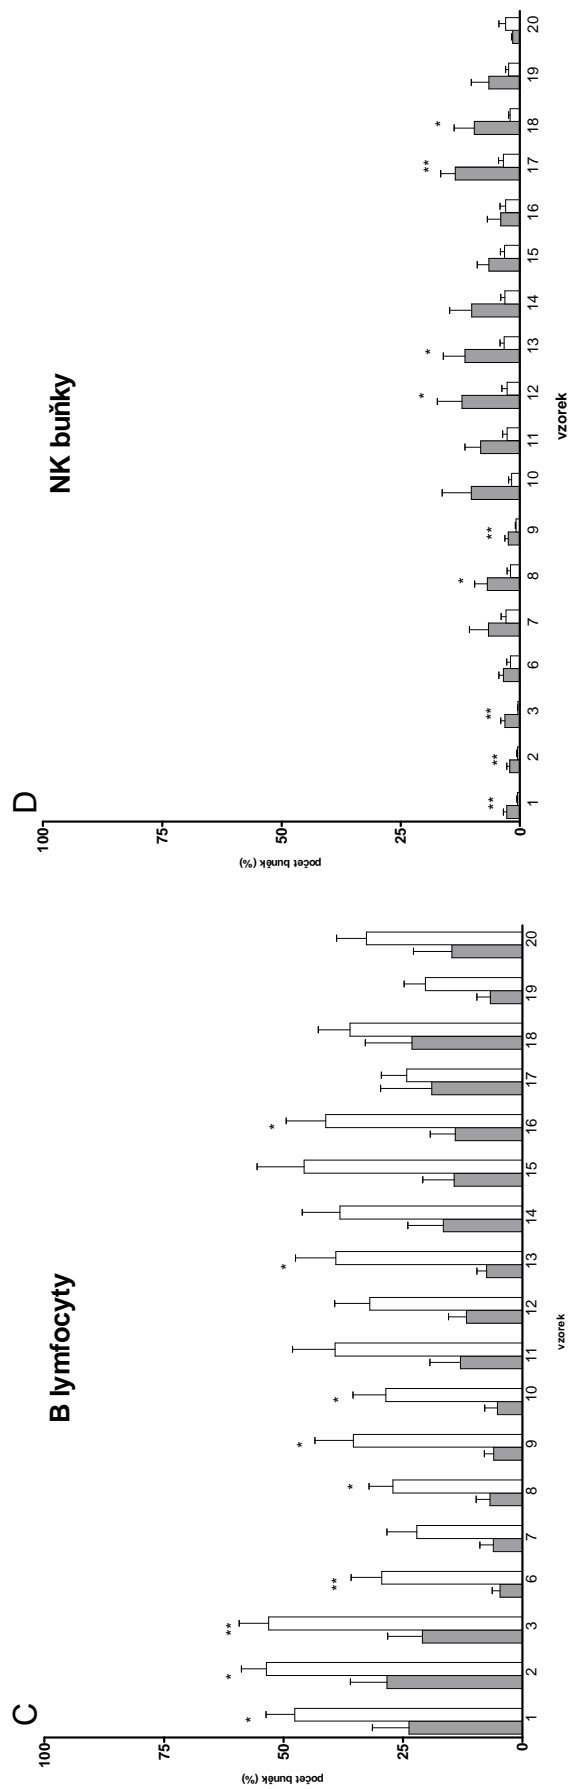 C
B lymfocyty
počet buněk (%)
100
75
50
25
0
* * ** ** * * * * *
1 2 3 6 7 8 9 10 11 12 13 14 15 16 17 18 19 20
vzorek
D
NK buňky
počet buněk (%)
100
75
50
25
0
** ** ** * ** * * ** *
1 2 3 6 7 8 9 10 11 12 13 14 15 16 17 18 19 20
vzorek